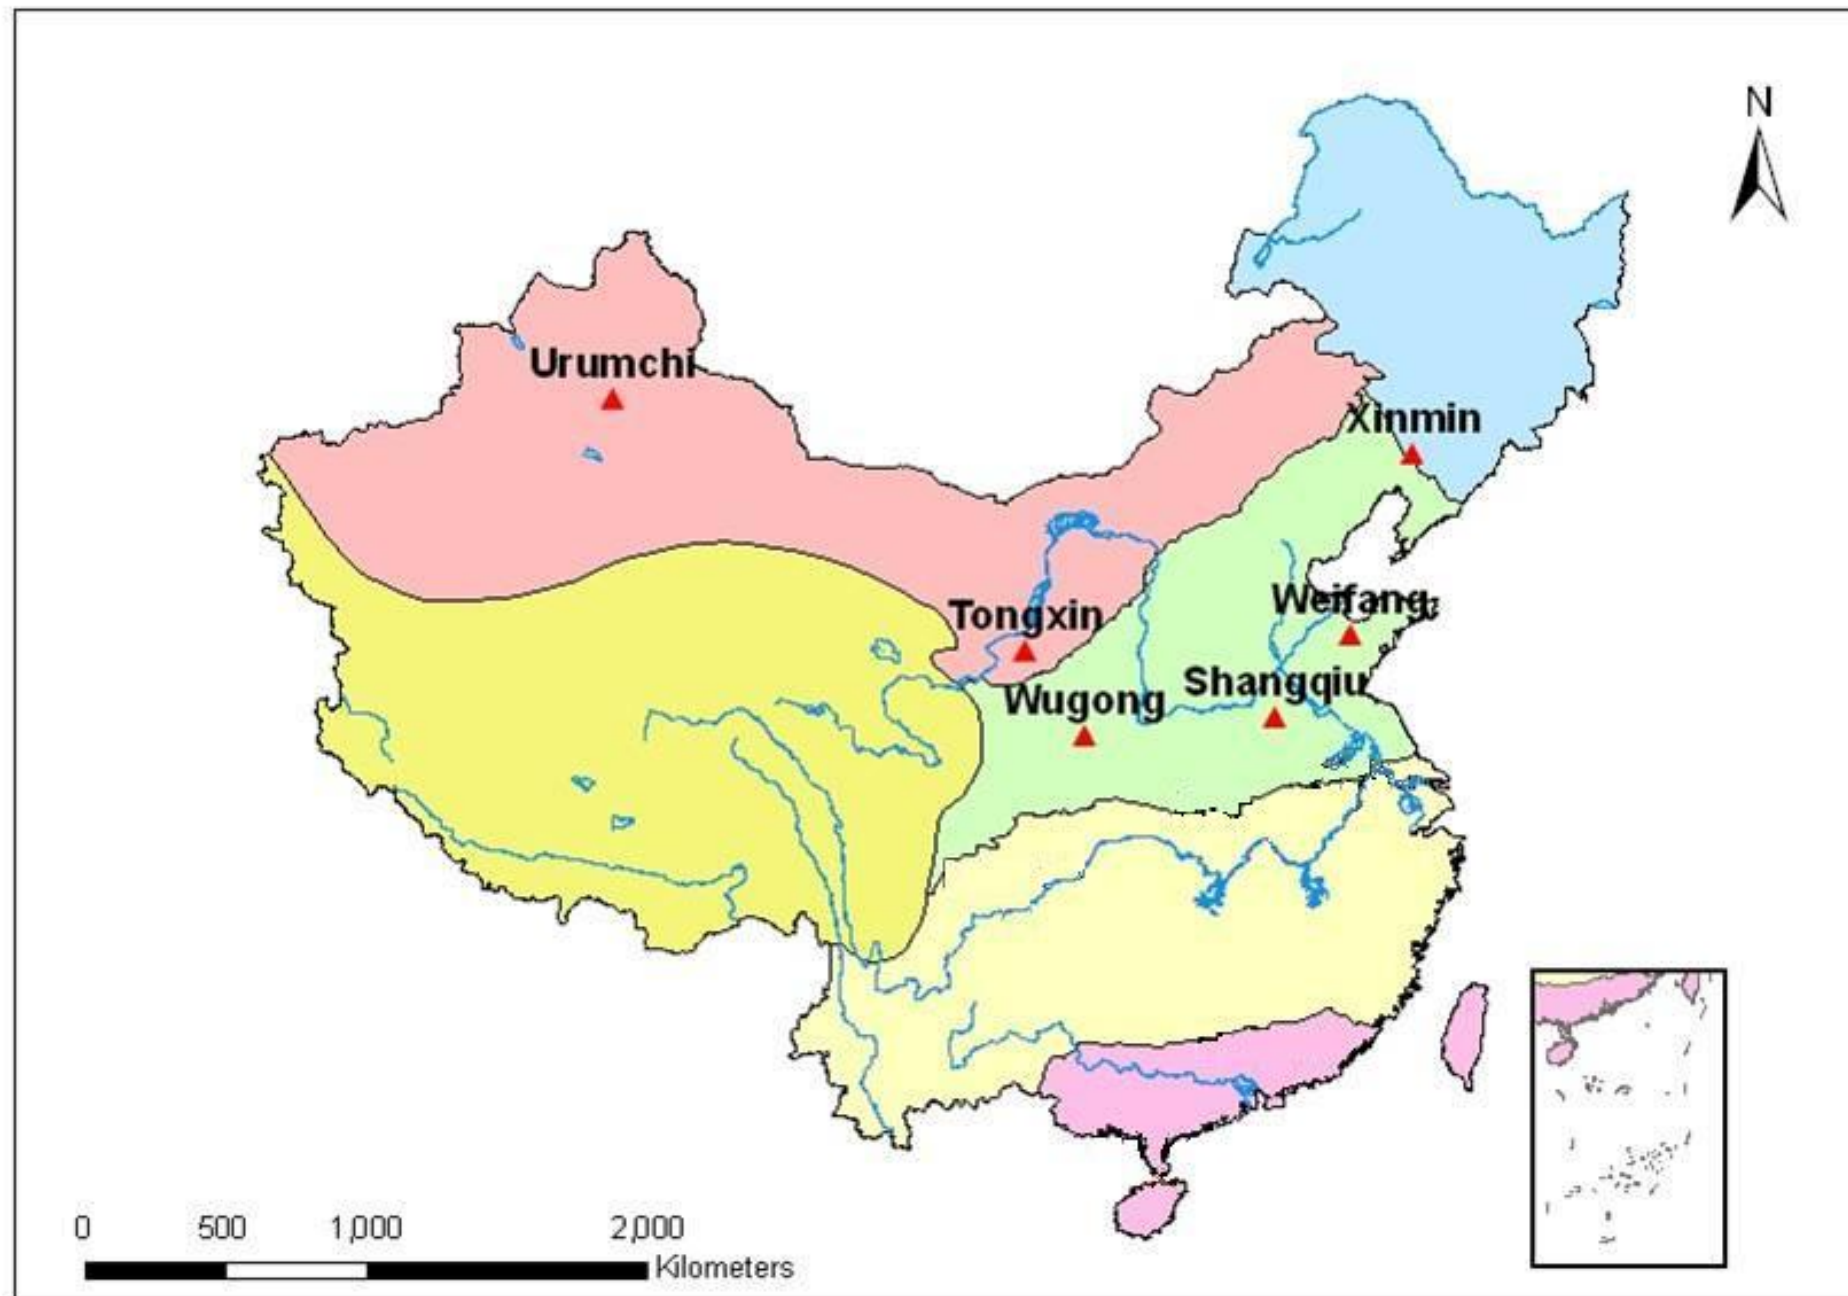 N
Urumchi
Xinmin
Weifang
Tongxin
Shangqiu
Wugong
0 500 1,000 2,000
Kilometers